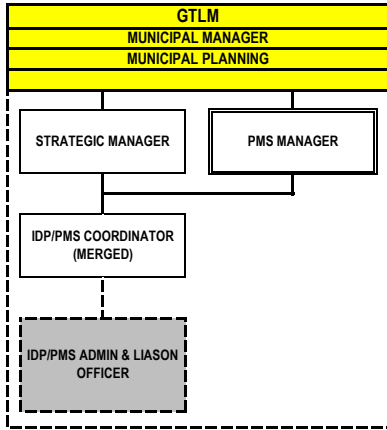 GTLM
MUNICIPAL MANAGER
MUNICIPAL PLANNING
STRATEGIC MANAGER
PMS MANAGER
IDP/PMS COORDINATOR
(MERGED)
IDP/PMS ADMIN & LIASON
OFFICER